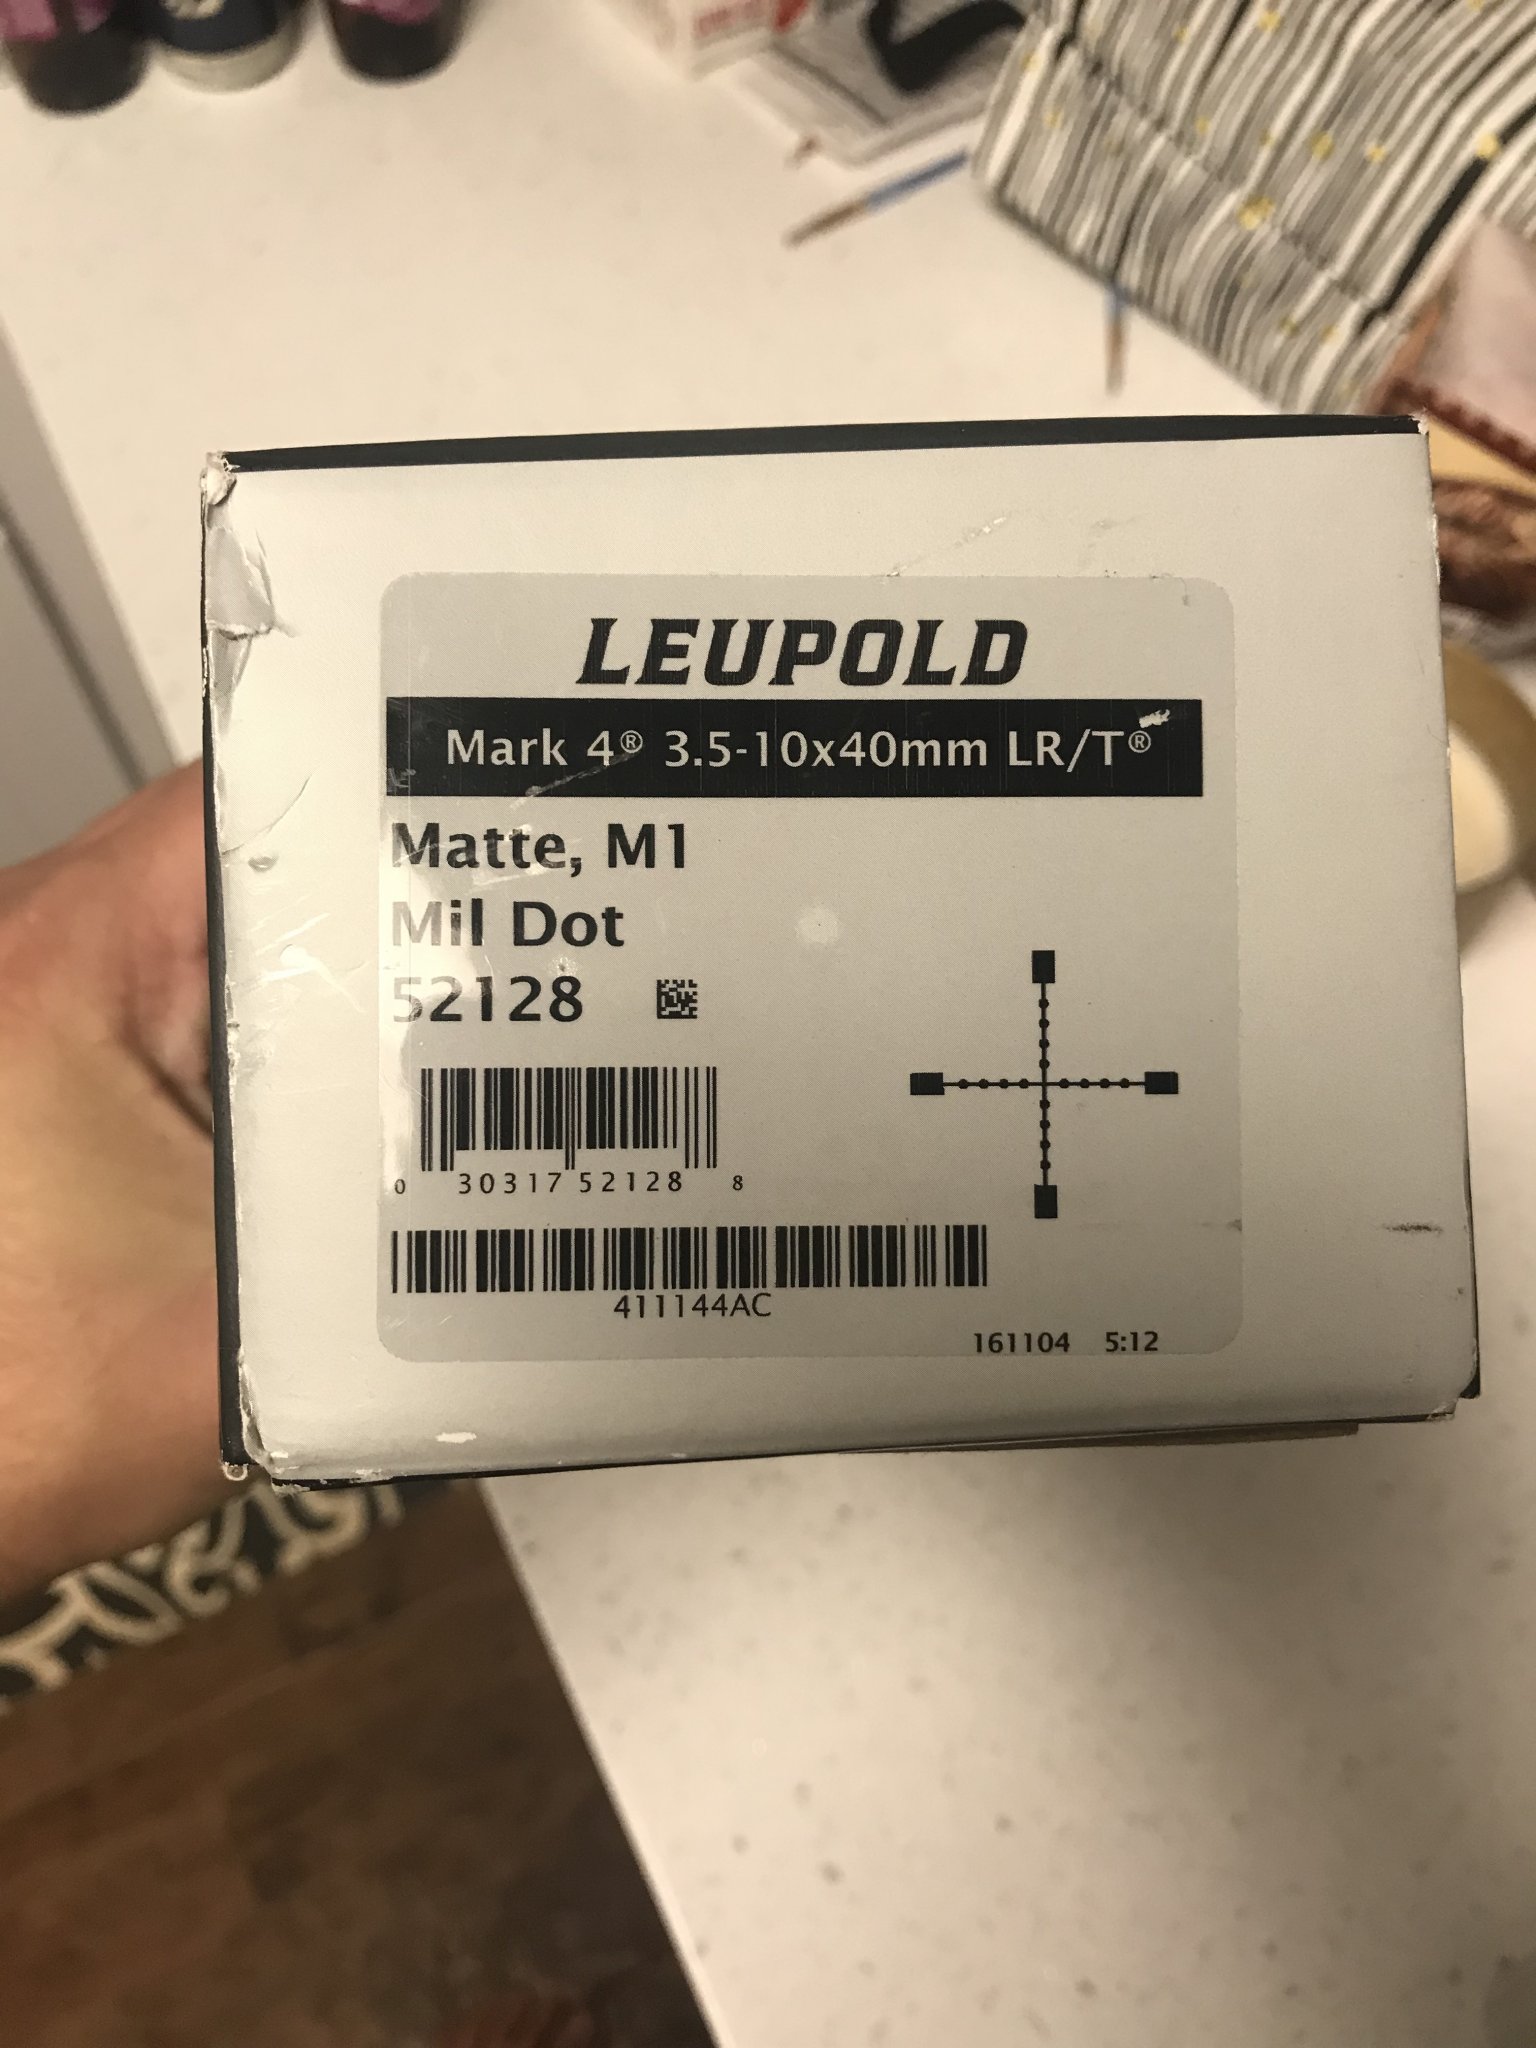 LEUPOLD
Mark 4® 3.5-10x40mm LR/T®
Matte, M1
Mil Dot
52128
0 30317 52128 8
411144AC
161104 5:12